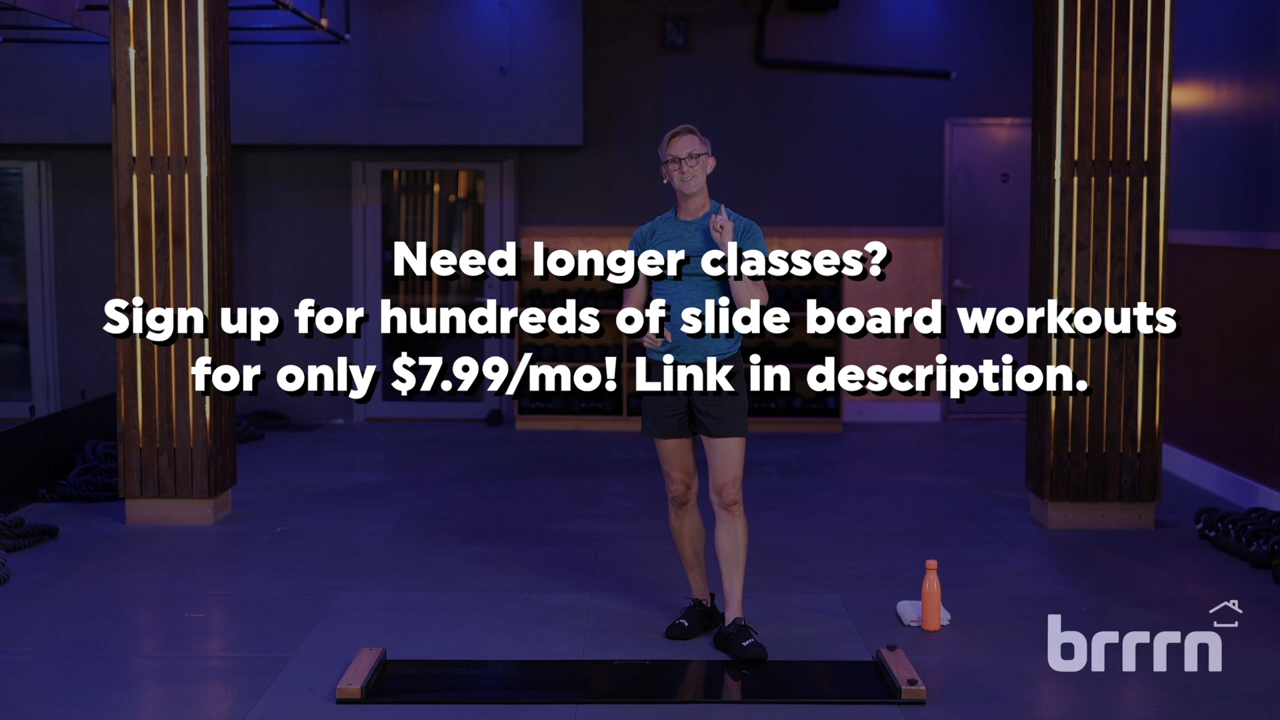 Need longer classes?
Sign up for hundreds of slide board workouts
for only $7.99/mo! Link in description.
brrrn
brrrn